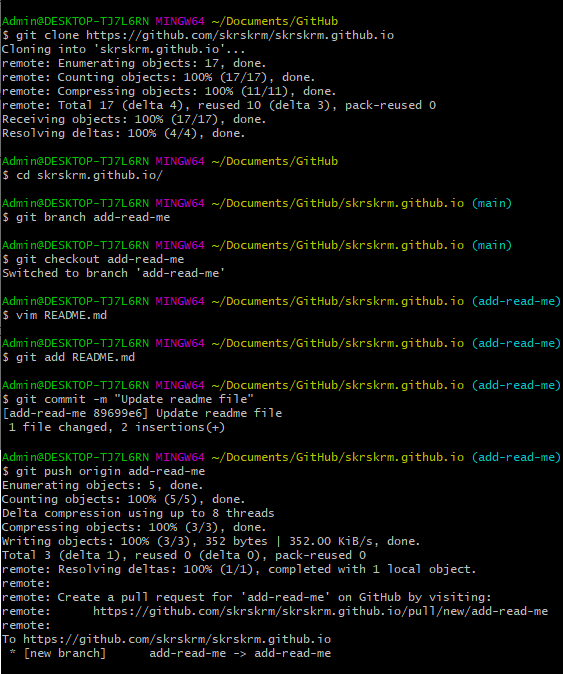 Admin@DESKTOP-TJ7L6RN MINGW64 ~/Documents/GitHub
$ git clone https://github.com/skrskrm/skrskrm.github.io
Cloning into 'skrskrm.github.io'...
remote: Enumerating objects: 17, done.
remote: Counting objects: 100% (17/17), done.
remote: Compressing objects: 100% (11/11), done.
remote: Total 17 (delta 4), reused 10 (delta 3), pack-reused 0
Receiving objects: 100% (17/17), done.
Resolving deltas: 100% (4/4), done.
Admin@DESKTOP-TJ7L6RN MINGW64 ~/Documents/GitHub
$ cd skrskrm.github.io/
Admin@DESKTOP-TJ7L6RN MINGW64 ~/Documents/GitHub/skrskrm.github.io (main)
$ git branch add-read-me
Admin@DESKTOP-TJ7L6RN MINGW64 ~/Documents/GitHub/skrskrm.github.io (main)
$ git checkout add-read-me
Switched to branch 'add-read-me'
Admin@DESKTOP-TJ7L6RN MINGW64 ~/Documents/GitHub/skrskrm.github.io (add-read-me)
$ vim README.md
Admin@DESKTOP-TJ7L6RN MINGW64 ~/Documents/GitHub/skrskrm.github.io (add-read-me)
$ git add README.md
Admin@DESKTOP-TJ7L6RN MINGW64 ~/Documents/GitHub/skrskrm.github.io (add-read-me)
$ git commit -m "Update readme file"
[add-read-me 89699e6] Update readme file
 1 file changed, 2 insertions(+)
Admin@DESKTOP-TJ7L6RN MINGW64 ~/Documents/GitHub/skrskrm.github.io (add-read-me)
$ git push origin add-read-me
Enumerating objects: 5, done.
Counting objects: 100% (5/5), done.
Delta compression using up to 8 threads
Compressing objects: 100% (3/3), done.
Writing objects: 100% (3/3), 352 bytes | 352.00 KiB/s, done.
Total 3 (delta 1), reused 0 (delta 0), pack-reused 0
remote: Resolving deltas: 100% (1/1), completed with 1 local object.
remote:
remote: Create a pull request for 'add-read-me' on GitHub by visiting:
remote:      https://github.com/skrskrm/skrskrm.github.io/pull/new/add-read-me
remote:
To https://github.com/skrskrm/skrskrm.github.io
 * [new branch]      add-read-me -> add-read-me